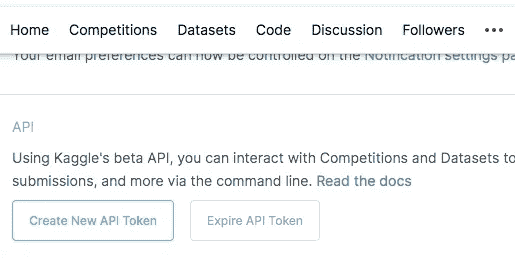 Home Competitions Datasets Code Discussion Followers •••
Your email preferences can now be controlled on the Notification settings pa
API
Using Kaggle's beta API, you can interact with Competitions and Datasets to
submissions, and more via the command line. Read the docs
Create New API Token Expire API Token